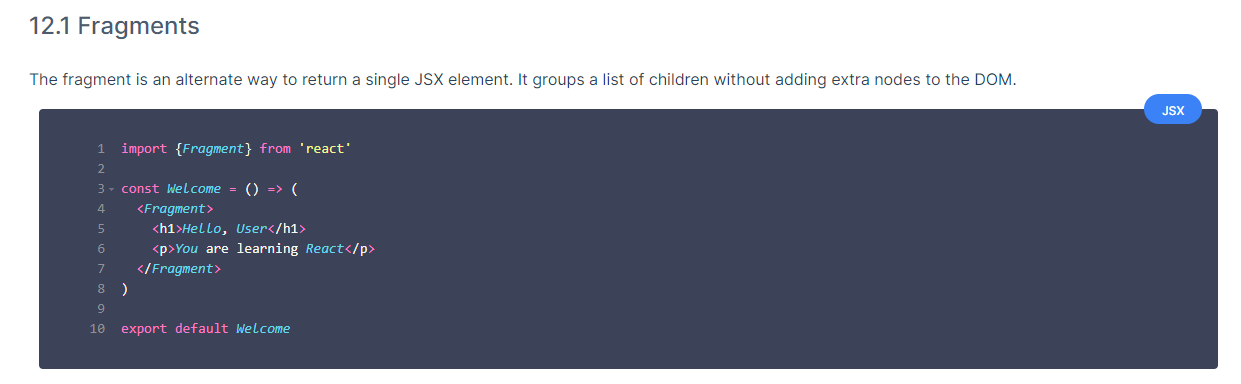 12.1 Fragments
The fragment is an alternate way to return a single JSX element. It groups a list of children without adding extra nodes to the DOM.
JSX
1 import {Fragment} from 'react'
2
3 const Welcome = () => (
4   <Fragment>
5     <h1>Hello, User</h1>
6     <p>You are learning React</p>
7   </Fragment>
8 )
9
10 export default Welcome